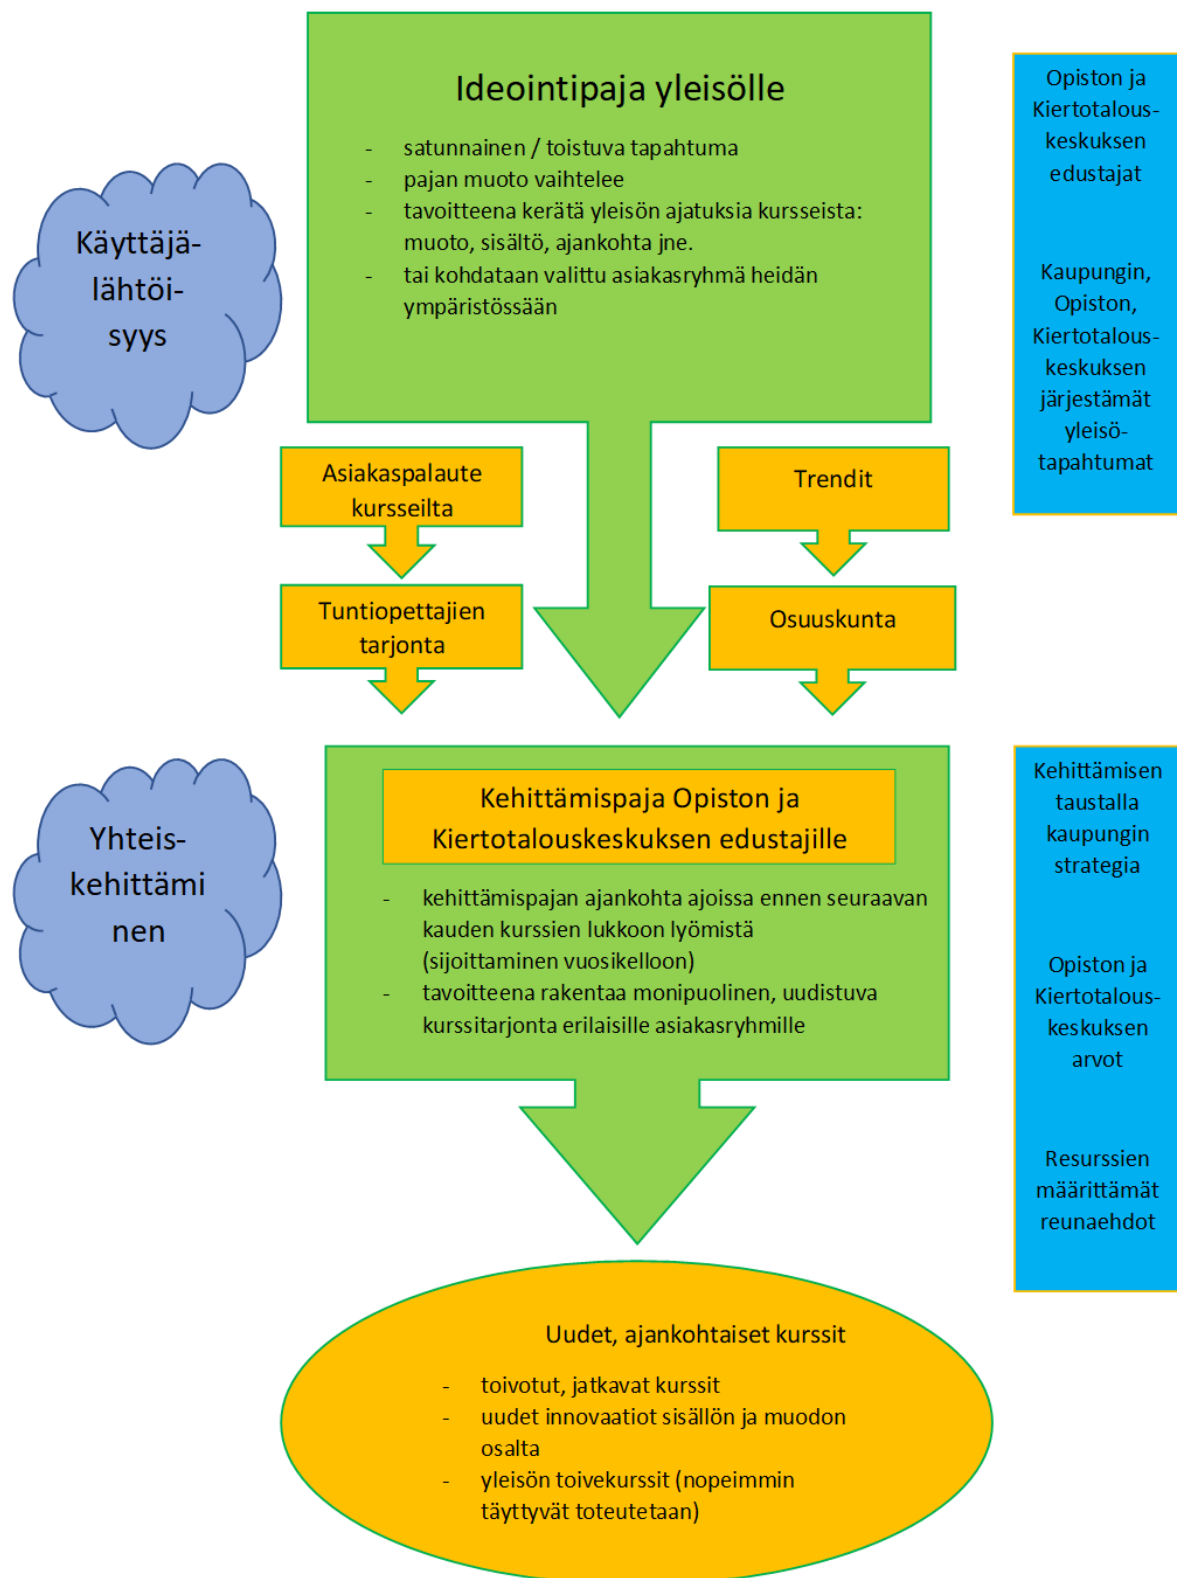 Ideointipaja yleisölle
- satunnainen / toistuva tapahtuma
- pajan muoto vaihtelee
- tavoitteena kerätä yleisön ajatuksia kursseista:
muoto, sisältö, ajankohta jne.
- tai kohdataan valittu asiakasryhmä heidän
ympäristössään
Käyttäjä-
lähtöi-
syys
Opiston ja
Kiertotalous-
keskuksen
edustajat
Kaupungin,
Opiston,
Kiertotalous-
keskuksen
järjestämät
yleisö-
tapahtumat
Asiakaspalaute
kursseilta
Trendit
Tuntiopettajien
tarjonta
Osuuskunta
Yhteis-
kehittämi
nen
Kehittämispaja Opiston ja
Kiertotalouskeskuksen edustajille
- kehittämispajan ajankohta ajoissa ennen seuraavan
kauden kurssien lukkoon lyömistä
(sijoittaminen vuosikelloon)
- tavoitteena rakentaa monipuolinen, uudistuva
kurssitarjonta erilaisille asiakasryhmille
Kehittämisen
taustalla
kaupungin
strategia
Opiston ja
Kiertotalous-
keskuksen
arvot
Resurssien
määrittämät
reunaehdot
Uudet, ajankohtaiset kurssit
- toivotut, jatkavat kurssit
- uudet innovaatiot sisällön ja muodon
osalta
- yleisön toivekurssit (nopeimmin
täyttyvät toteutetaan)